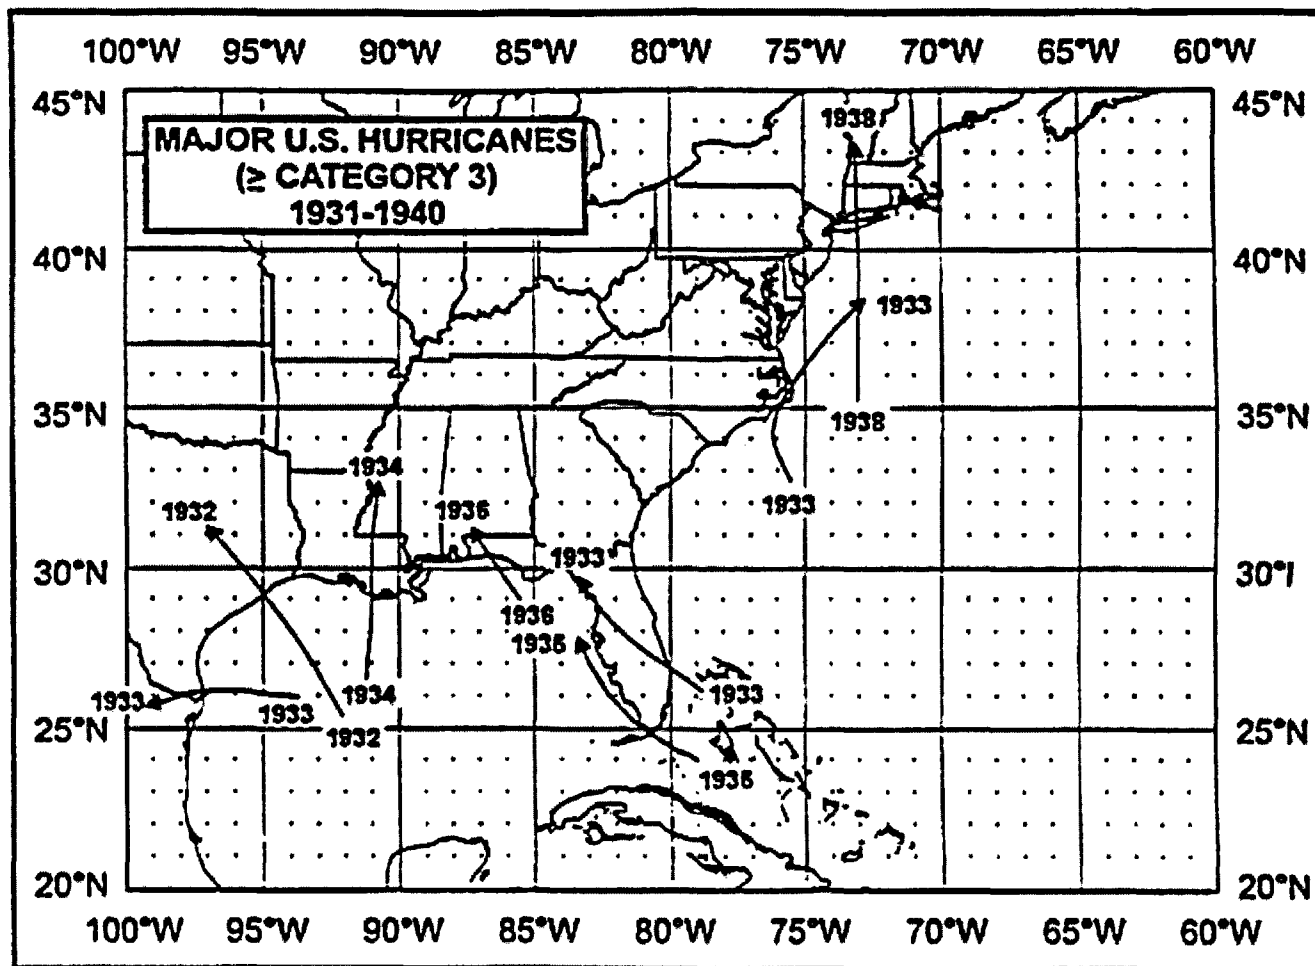 100°W 95°W 90°W 85°W 80°W 75°W 70°W 65°W 60°W
45°N 45°N
MAJOR U.S. HURRICANES
(≥ CATEGORY 3)
1931-1940
1938
40°N 40°N
1933
35°N 35°N
1938
1934
1933
1932
1936
1933
30°N 30°I
1936
1935
1933 1934 1933
1933
1932
25°N 25°N
1935
20°N 20°N
100°W 95°W 90°W 85°W 80°W 75°W 70°W 65°W 60°W